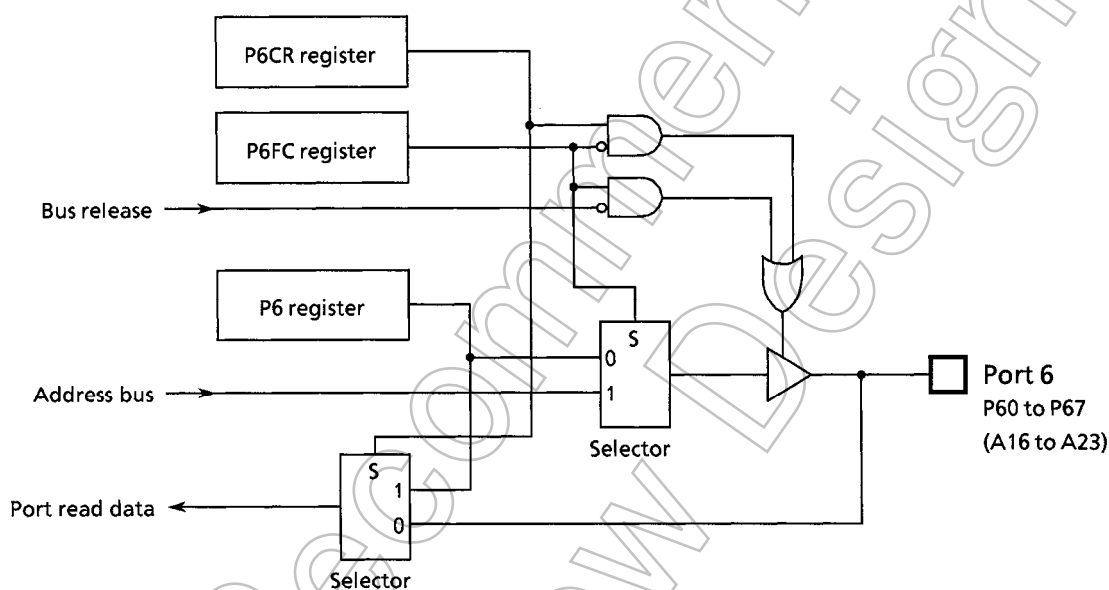 P6CR register
P6FC register
Bus release
P6 register
S
0
Address bus
1
Port 6
P60 to P67
(A16 to A23)
Selector
S
1
Port read data
0
Selector